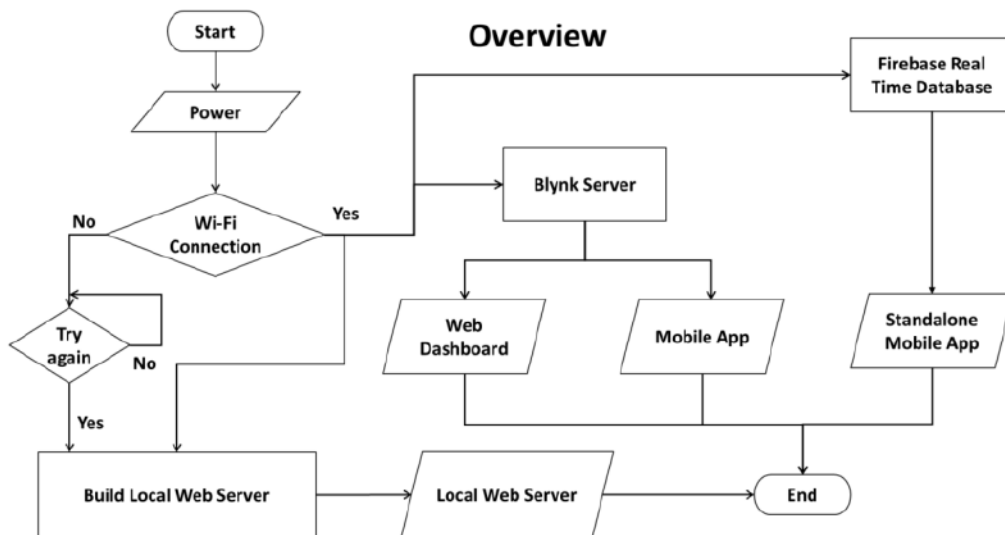 Start
Overview
Firebase Real
Time Database
Power
Blynk Server
No
Yes
Wi-Fi
Connection
Web
Dashboard
Mobile App
Standalone
Mobile App
Try
again
No
Yes
Build Local Web Server
Local Web Server
End